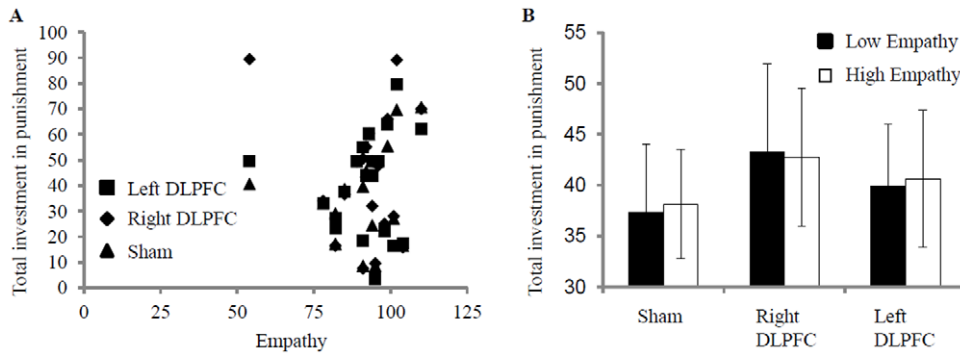 A
Total investment in punishment
100
90
80
70
60
50
40
30
20
10
0
Left DLPFC
Right DLPFC
Sham
0 25 50 75 100 125
Empathy
B
Total investment in punishment
55
50
45
40
35
30
Low Empathy
High Empathy
Sham Right Left
DLPFC DLPFC